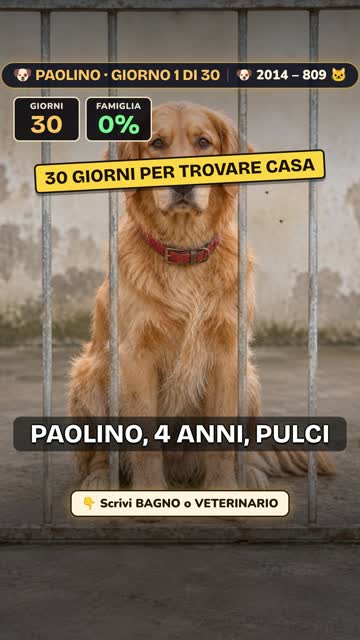 🐶 PAOLINO · GIORNO 1 DI 30 | 🐶 2014 – 809 🐱
GIORNI
30
FAMIGLIA
0%
30 GIORNI PER TROVARE CASA
PAOLINO, 4 ANNI, PULCI
👇 Scrivi BAGNO o VETERINARIO